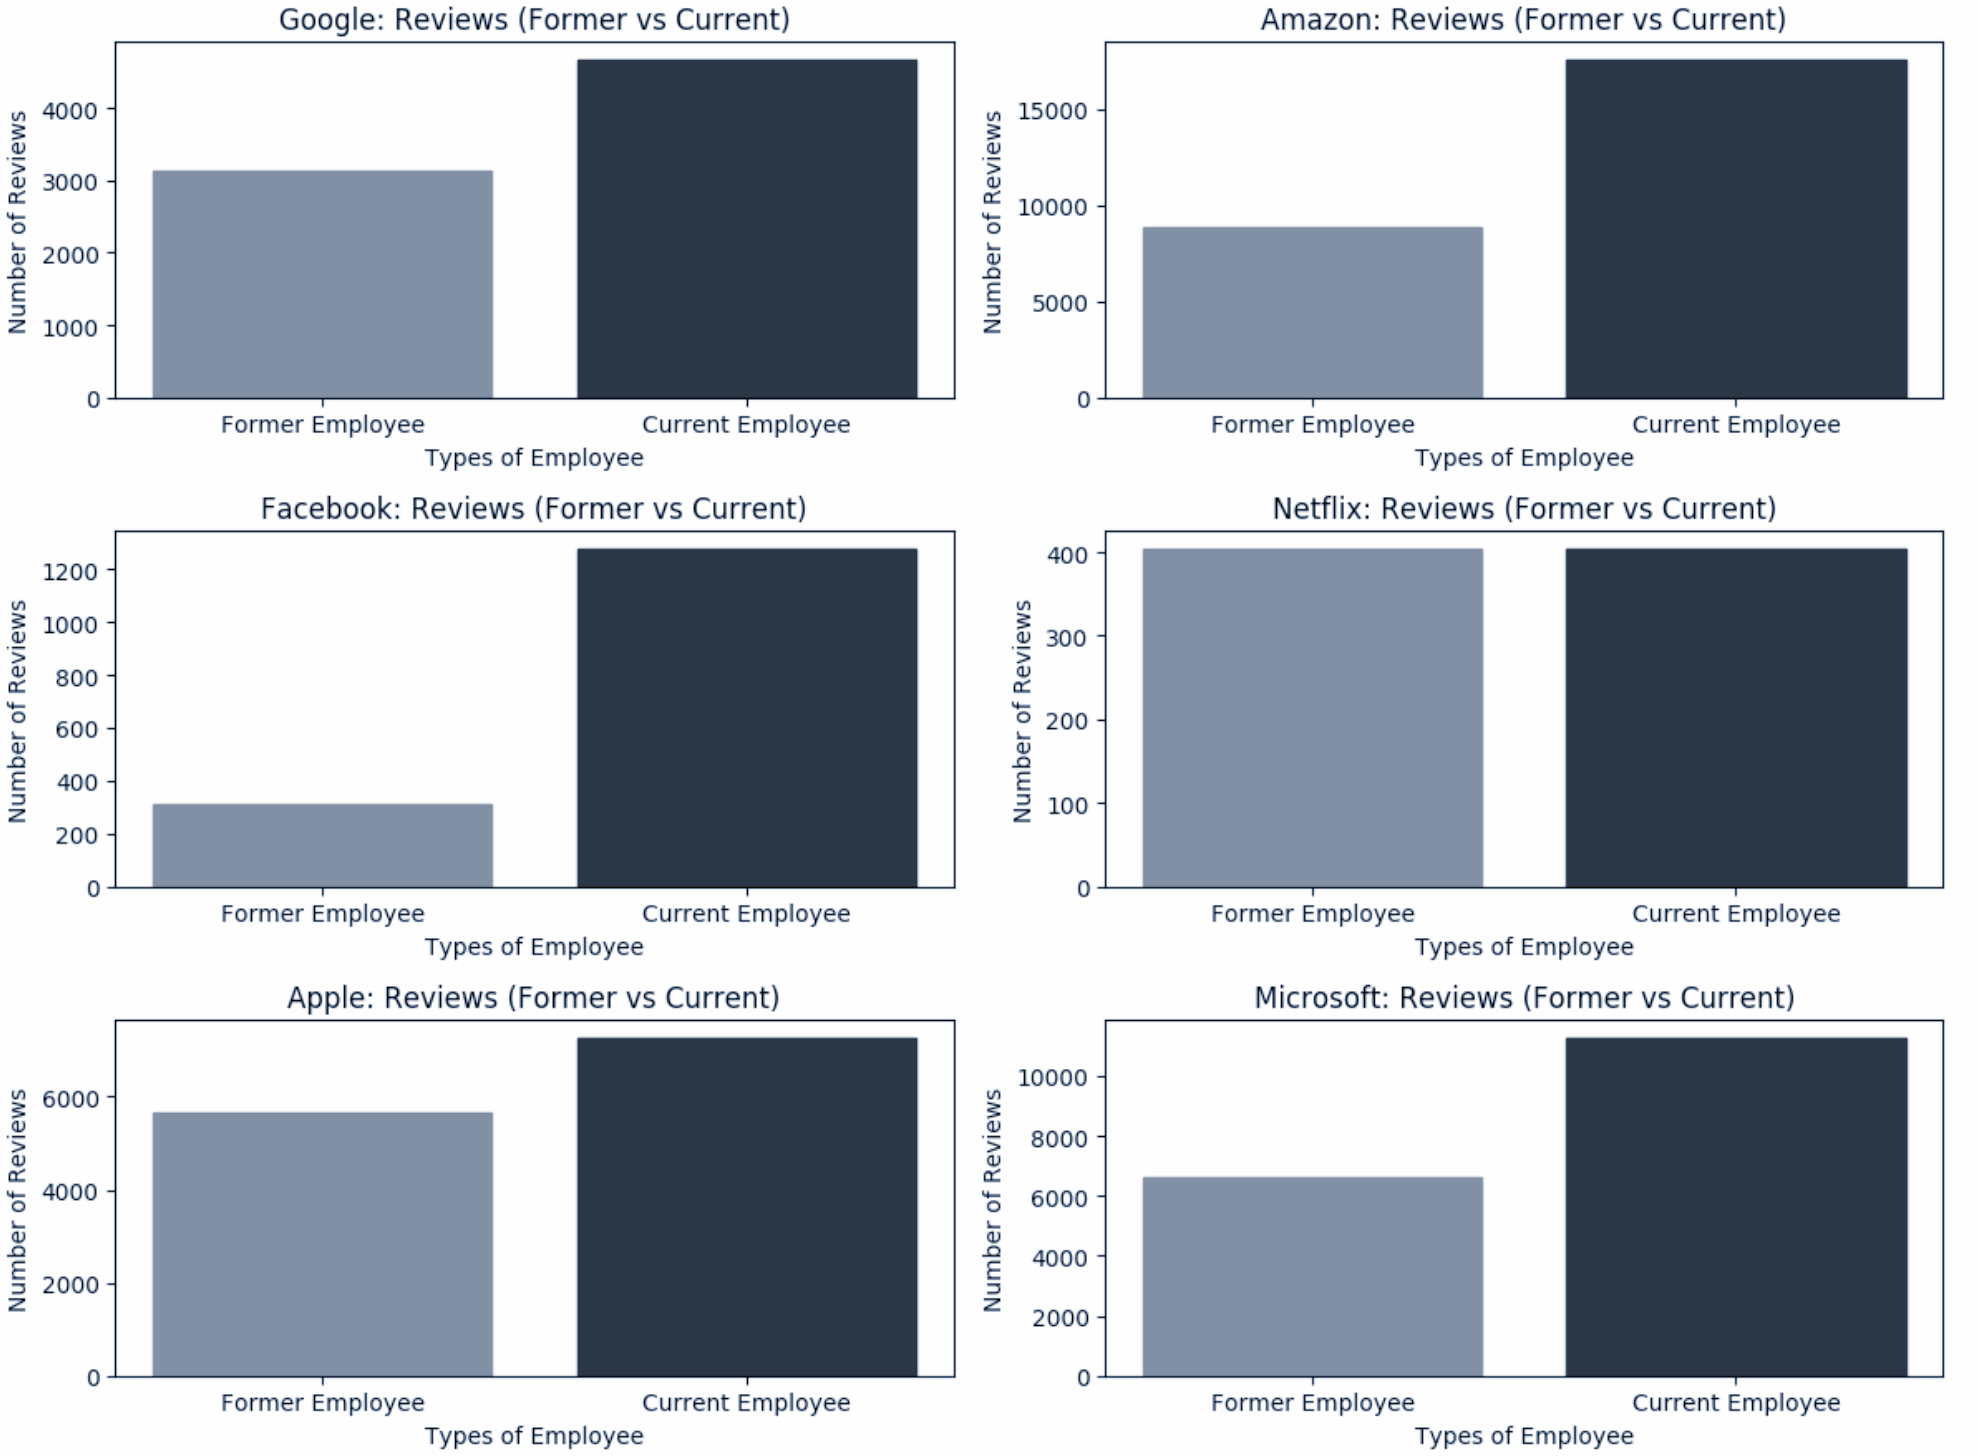 Google: Reviews (Former vs Current)
Number of Reviews
4000
3000
2000
1000
0
Former Employee
Current Employee
Types of Employee
Amazon: Reviews (Former vs Current)
Number of Reviews
15000
10000
5000
0
Former Employee
Current Employee
Types of Employee
Facebook: Reviews (Former vs Current)
Number of Reviews
1200
1000
800
600
400
200
0
Former Employee
Current Employee
Types of Employee
Netflix: Reviews (Former vs Current)
Number of Reviews
400
300
200
100
0
Former Employee
Current Employee
Types of Employee
Apple: Reviews (Former vs Current)
Number of Reviews
6000
4000
2000
0
Former Employee
Current Employee
Types of Employee
Microsoft: Reviews (Former vs Current)
Number of Reviews
10000
8000
6000
4000
2000
0
Former Employee
Current Employee
Types of Employee